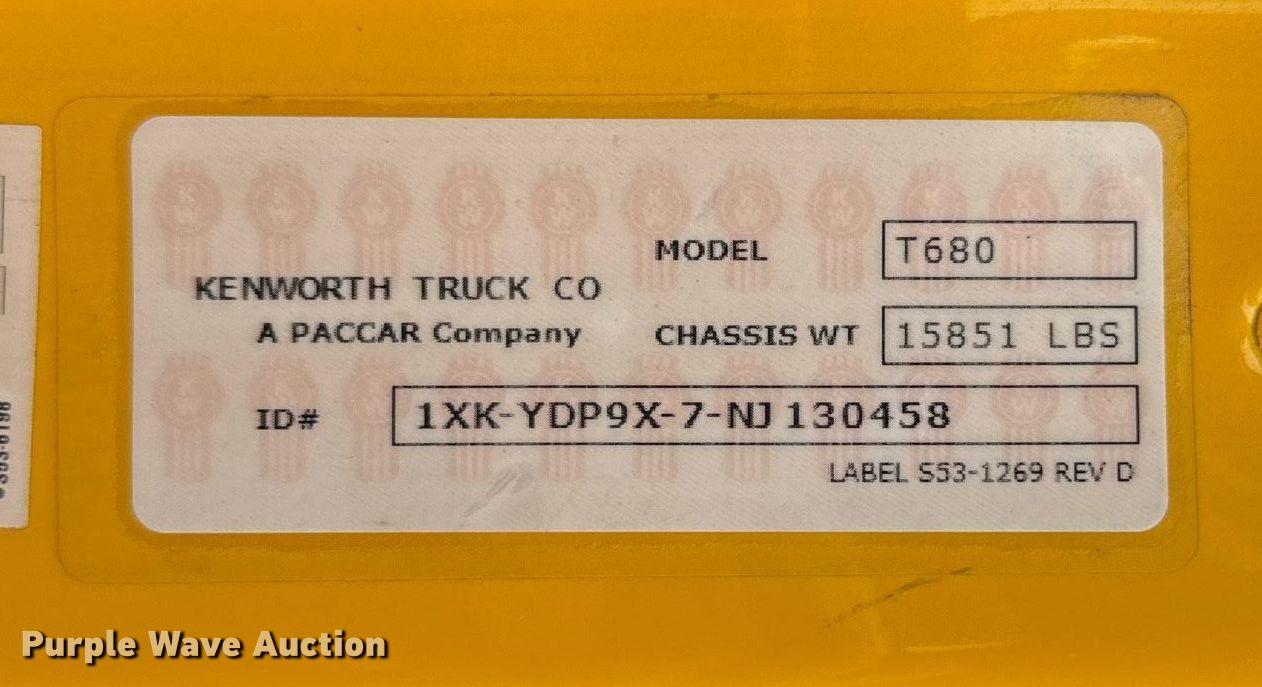 MODEL T680
KENWORTH TRUCK CO
A PACCAR Company
CHASSIS WT 15851 LBS
ID# 1XK-YDP9X-7-NJ130458
LABEL S53-1269 REV D
Purple Wave Auction